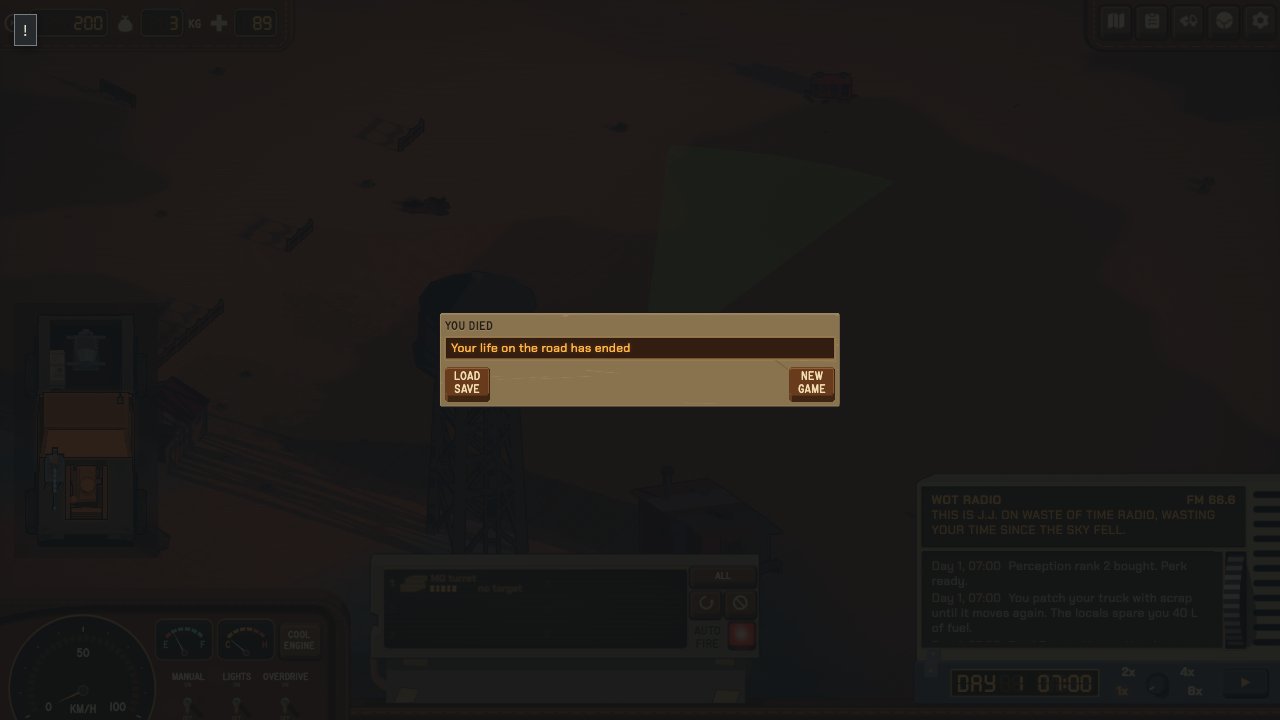 !
200
3 KG
89
YOU DIED
Your life on the road has ended
LOAD
SAVE
NEW
GAME
WOT RADIO FM 66.6
THIS IS J.J. ON WASTE OF TIME RADIO, WASTING
YOUR TIME SINCE THE SKY FELL.
Day 1, 07:00 Perception rank 2 bought. Perk
ready.
Day 1, 07:00 You patch your truck with scrap
until it moves again. The locals spare you 40 L
of fuel.
MG turret
no target
ALL
AUTO
FIRE
E F
C H
COOL
ENGINE
MANUAL LIGHTS OVERDRIVE
0 50 100
KM/H
DAY 1 07:00
2x 4x
1x 8x